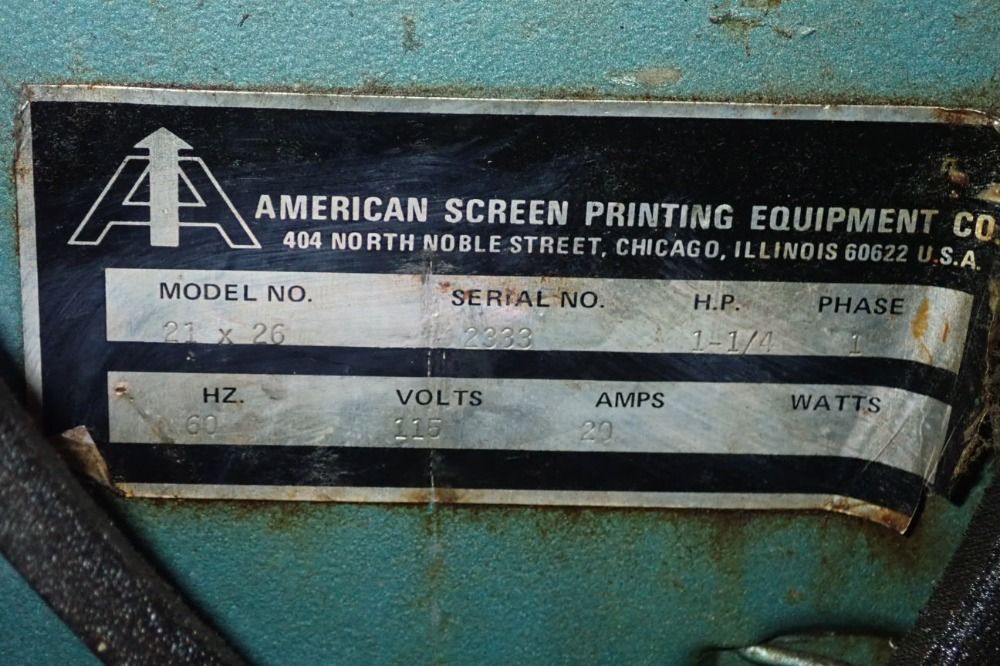 AMERICAN SCREEN PRINTING EQUIPMENT CO
404 NORTH NOBLE STREET, CHICAGO, ILLINOIS 60622 U.S.A.
MODEL NO. SERIAL NO. H.P. PHASE
21 x 26 2333 1-1/4 1
HZ. VOLTS AMPS WATTS
60 115 20